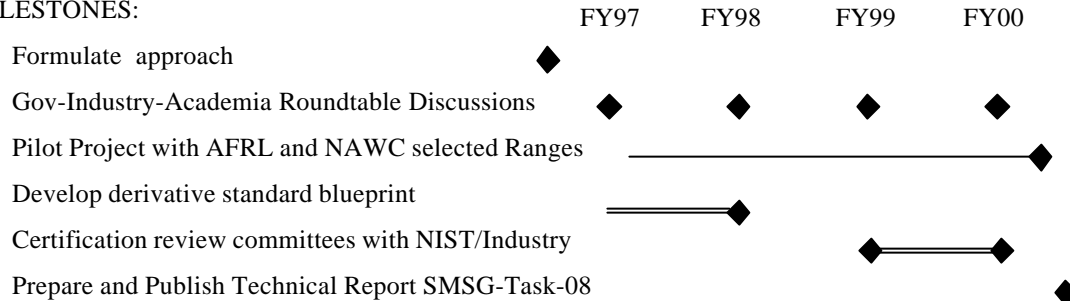 LESTONES:
FY97 FY98 FY99 FY00
Formulate approach
Gov-Industry-Academia Roundtable Discussions
Pilot Project with AFRL and NAWC selected Ranges
Develop derivative standard blueprint
Certification review committees with NIST/Industry
Prepare and Publish Technical Report SMSG-Task-08